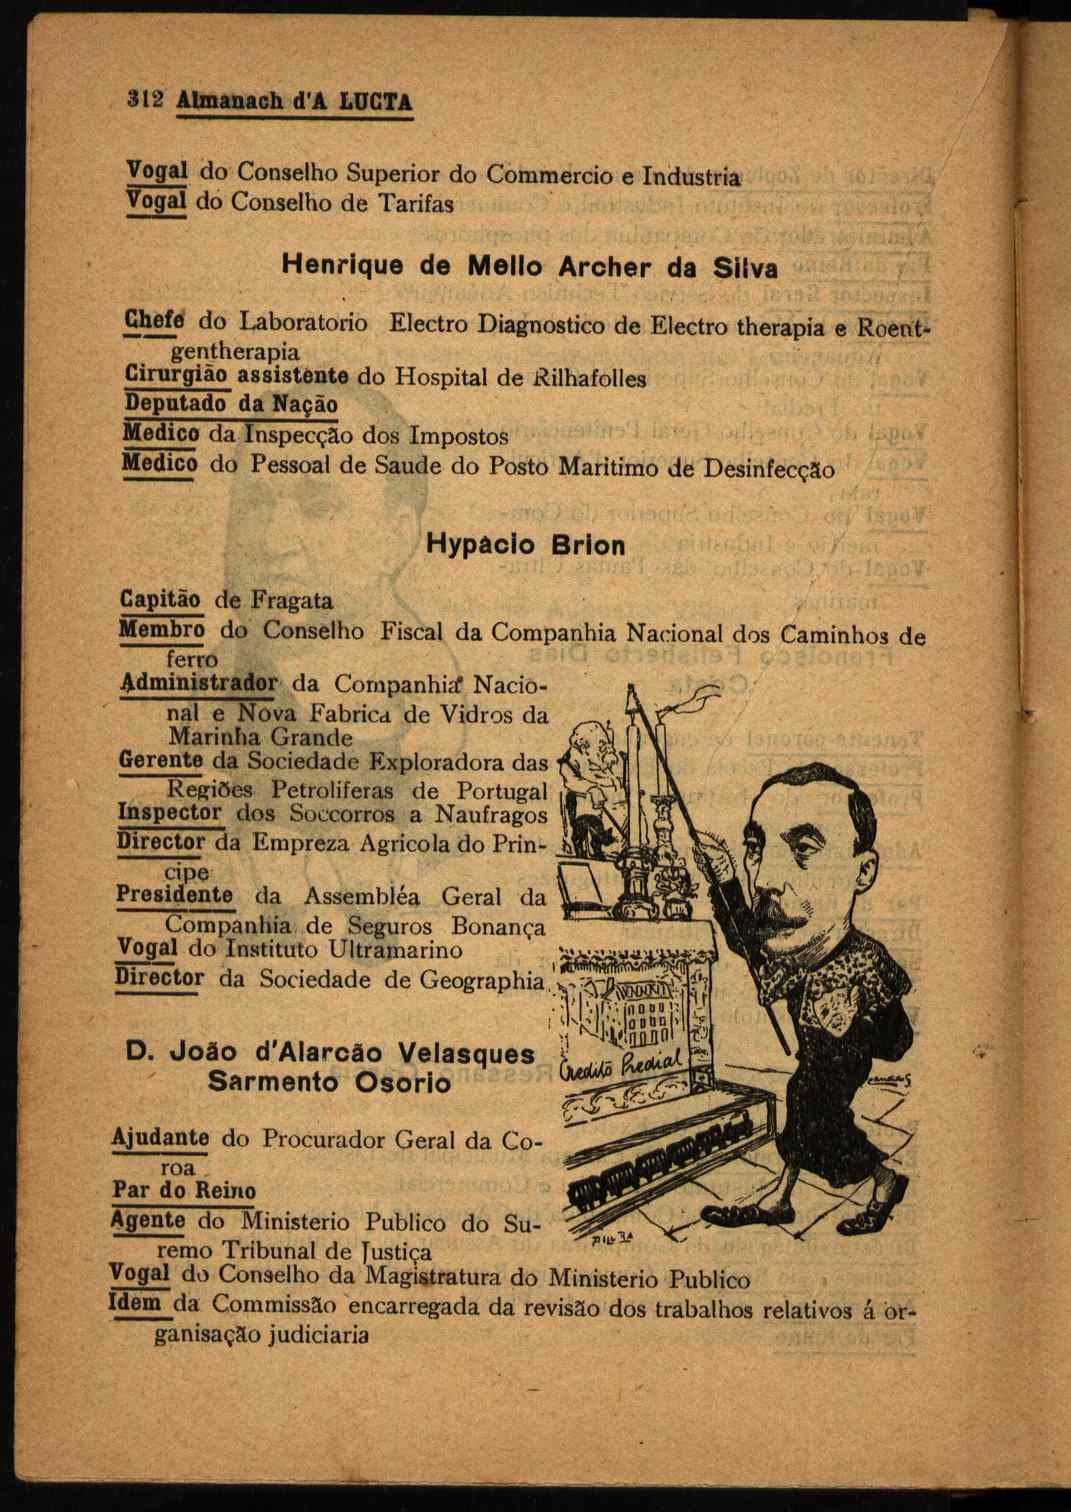 312 Almanach d'A LUCTA
Vogal do Conselho Superior do Commercio e Industria
Vogal do Conselho de Tarifas
Henrique de Mello Archer da Silva
Chefe do Laboratorio Electro Diagnostico de Electro therapia e Roent-
gentherapia
Cirurgião assistente do Hospital de Rilhafolles
Deputado da Nação
Medico da Inspecção dos Impostos
Medico do Pessoal de Saude do Posto Maritimo de Desinfecção
Hypacio Brion
Capitão de Fragata
Membro do Conselho Fiscal da Companhia Nacional dos Caminhos de
ferro
Administrador da Companhia Nacio-
nal e Nova Fabrica de Vidros da
Marinha Grande
Gerente da Sociedade Exploradora das
Regiões Petroliferas de Portugal
Inspector dos Soccorros a Naufragos
Director da Empreza Agricola do Prin-
cipe
Presidente da Assembléa Geral da
Companhia de Seguros Bonança
Vogal do Instituto Ultramarino
Director da Sociedade de Geographia
Credito Predial
D. João d'Alarcão Velasques
Sarmento Osorio
Ajudante do Procurador Geral da Co-
roa
Par do Reino
Agente do Ministerio Publico do Su-
remo Tribunal de Justiça
Vogal do Conselho da Magistratura do Ministerio Publico
Idem da Commissão encarregada da revisão dos trabalhos relativos á or-
ganisação judiciaria